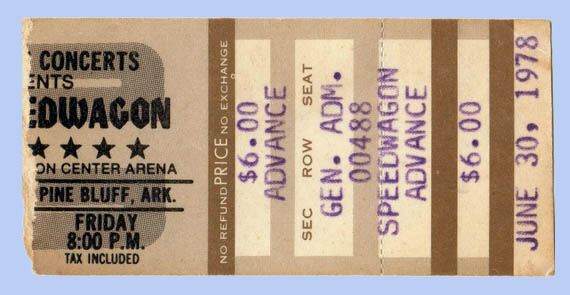 CONCERTS
ENTS
EDWAGON
ON CENTER ARENA
PINE BLUFF, ARK.
FRIDAY
8:00 P.M.
TAX INCLUDED
NO REFUND PRICE NO EXCHANGE
$6.00
ADVANCE
SEC ROW SEAT
GEN. ADM.
00488
SPEEDWAGON
ADVANCE
$6.00
JUNE 30, 1978